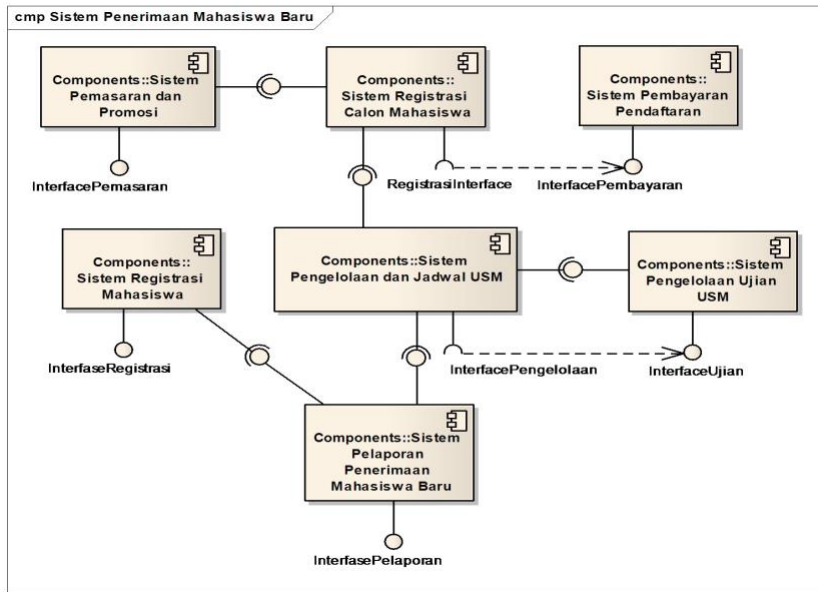 cmp Sistem Penerimaan Mahasiswa Baru
Components::Sistem
Pemasaran dan
Promosi
Components::
Sistem Registrasi
Calon Mahasiswa
Components::
Sistem Pembayaran
Pendaftaran
InterfacePemasaran
RegistrasiInterface
InterfacePembayaran
Components::
Sistem Registrasi
Mahasiswa
Components::Sistem
Pengelolaan dan Jadwal USM
Components::Sistem
Pengelolaan Ujian
USM
InterfaseRegistrasi
InterfacePengelolaan
InterfaceUjian
Components::Sistem
Pelaporan
Penerimaan
Mahasiswa Baru
InterfasePelaporan